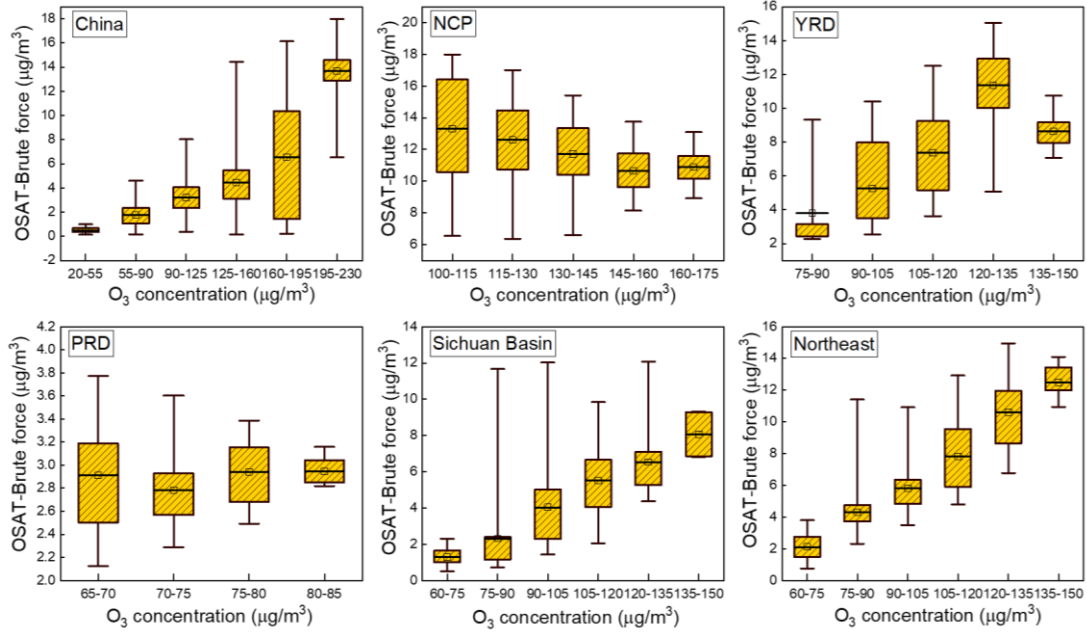 China
OSAT-Brute force (μg/m³)
18
16
14
12
10
8
6
4
2
0
-2
20-55 55-90 90-125 125-160 160-195 195-230
O₃ concentration (μg/m³)
NCP
OSAT-Brute force (μg/m³)
20
18
16
14
12
10
8
6
100-115 115-130 130-145 145-160 160-175
O₃ concentration (μg/m³)
YRD
OSAT-Brute force (μg/m³)
16
14
12
10
8
6
4
2
75-90 90-105 105-120 120-135 135-150
O₃ concentration (μg/m³)
PRD
OSAT-Brute force (μg/m³)
4.2
4.0
3.8
3.6
3.4
3.2
3.0
2.8
2.6
2.4
2.2
2.0
65-70 70-75 75-80 80-85
O₃ concentration (μg/m³)
Sichuan Basin
OSAT-Brute force (μg/m³)
14
12
10
8
6
4
2
0
60-75 75-90 90-105 105-120 120-135 135-150
O₃ concentration (μg/m³)
Northeast
OSAT-Brute force (μg/m³)
16
14
12
10
8
6
4
2
0
60-75 75-90 90-105 105-120 120-135 135-150
O₃ concentration (μg/m³)